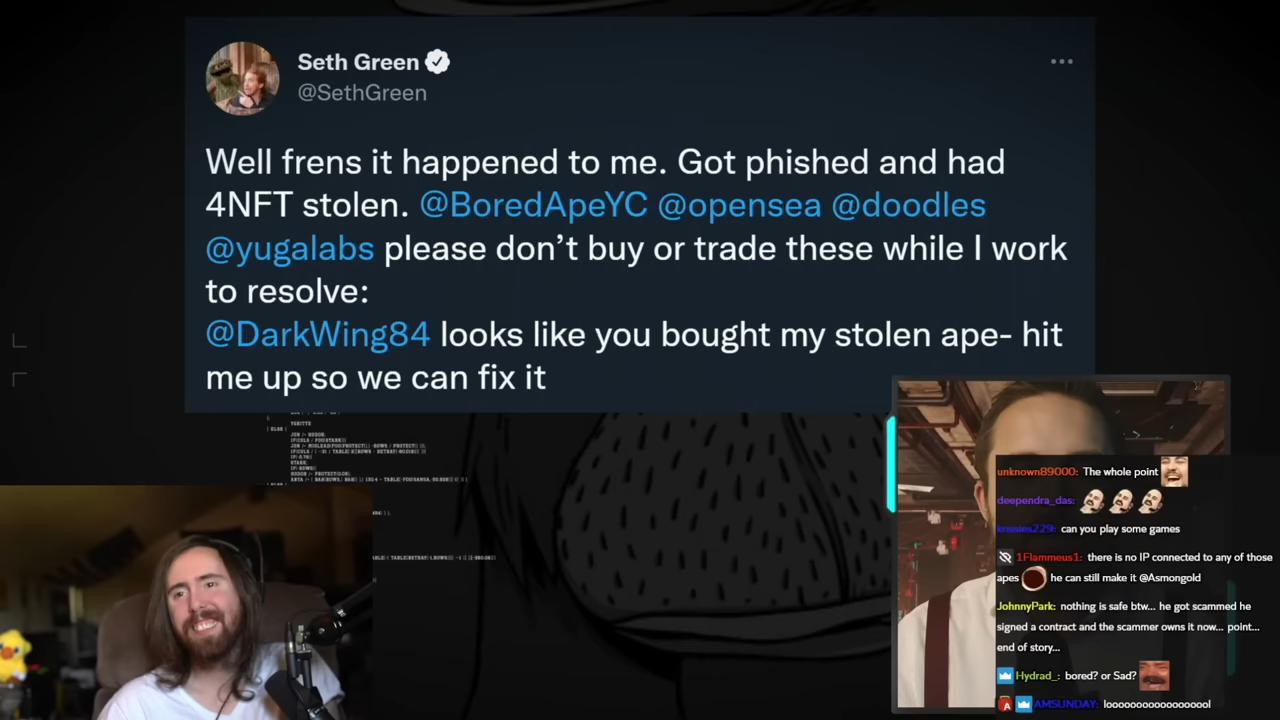 Seth Green
@SethGreen
Well frens it happened to me. Got phished and had
4NFT stolen. @BoredApeYC @opensea @doodles
@yugalabs please don’t buy or trade these while I work
to resolve:
@DarkWing84 looks like you bought my stolen ape- hit
me up so we can fix it
unknown89000: The whole point
deependra_das:
can you play some games
1Flammeus1: there is no IP connected to any of those
apes he can still make it @Asmongold
JohnnyPark: nothing is safe btw... he got scammed he
signed a contract and the scammer owns it now... point...
end of story...
Hydrad_: bored? or Sad?
AMSUNDAY: looooooooooooooooool